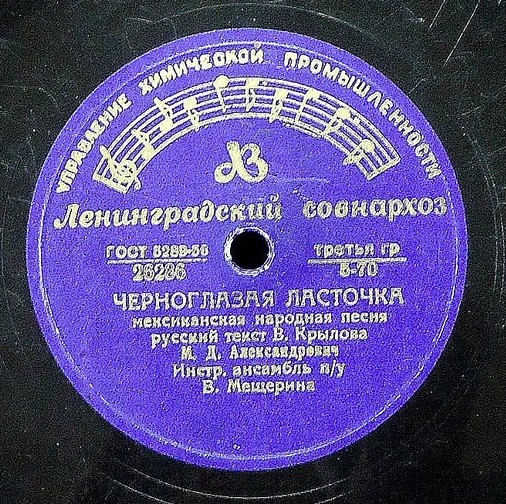 УПРАВЛЕНИЕ ХИМИЧЕСКОЙ ПРОМЫШЛЕННОСТИ
ЛЗ
Ленинградский совнархоз
ГОСТ 5289-56
26286
третья гр
5-70
ЧЕРНОГЛАЗАЯ ЛАСТОЧКА
мексиканская народная песня
русский текст В. Крылова
М. Д. Александрович
Инстр. ансамбль п/у
В. Мещерина